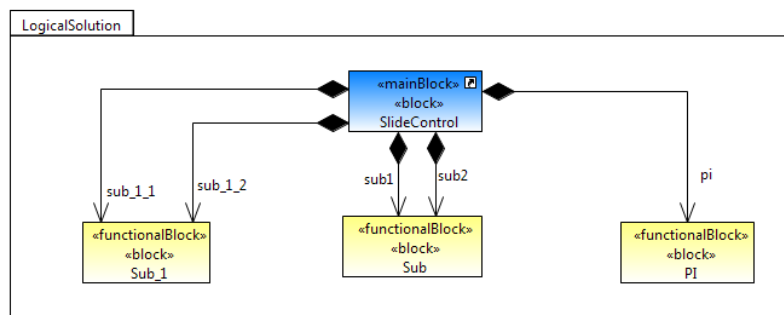 LogicalSolution
«mainBlock»
«block»
SlideControl
sub_1_1
sub_1_2
sub1
sub2
pi
«functionalBlock»
«block»
Sub_1
«functionalBlock»
«block»
Sub
«functionalBlock»
«block»
PI